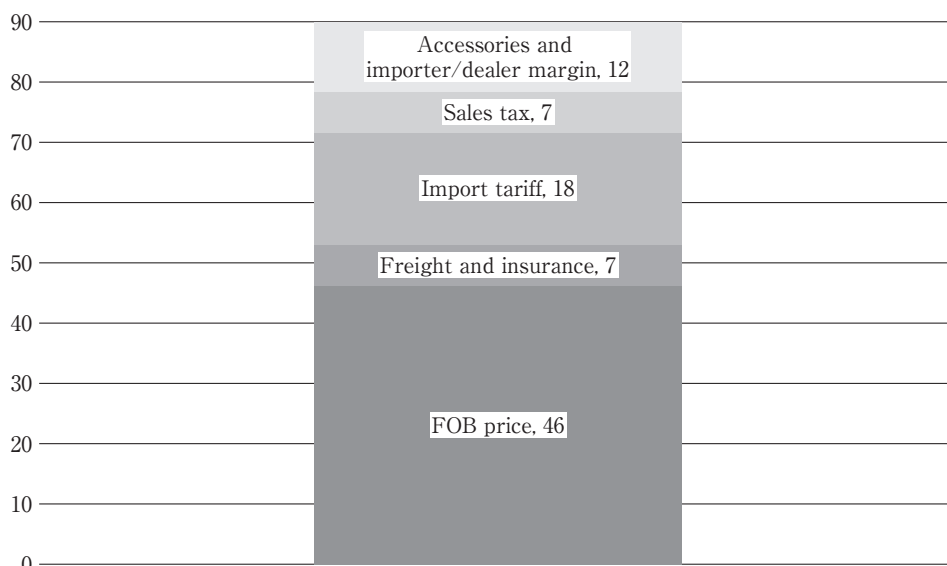 90
80
70
60
50
40
30
20
10
0
Accessories and
importer/dealer margin, 12
Sales tax, 7
Import tariff, 18
Freight and insurance, 7
FOB price, 46